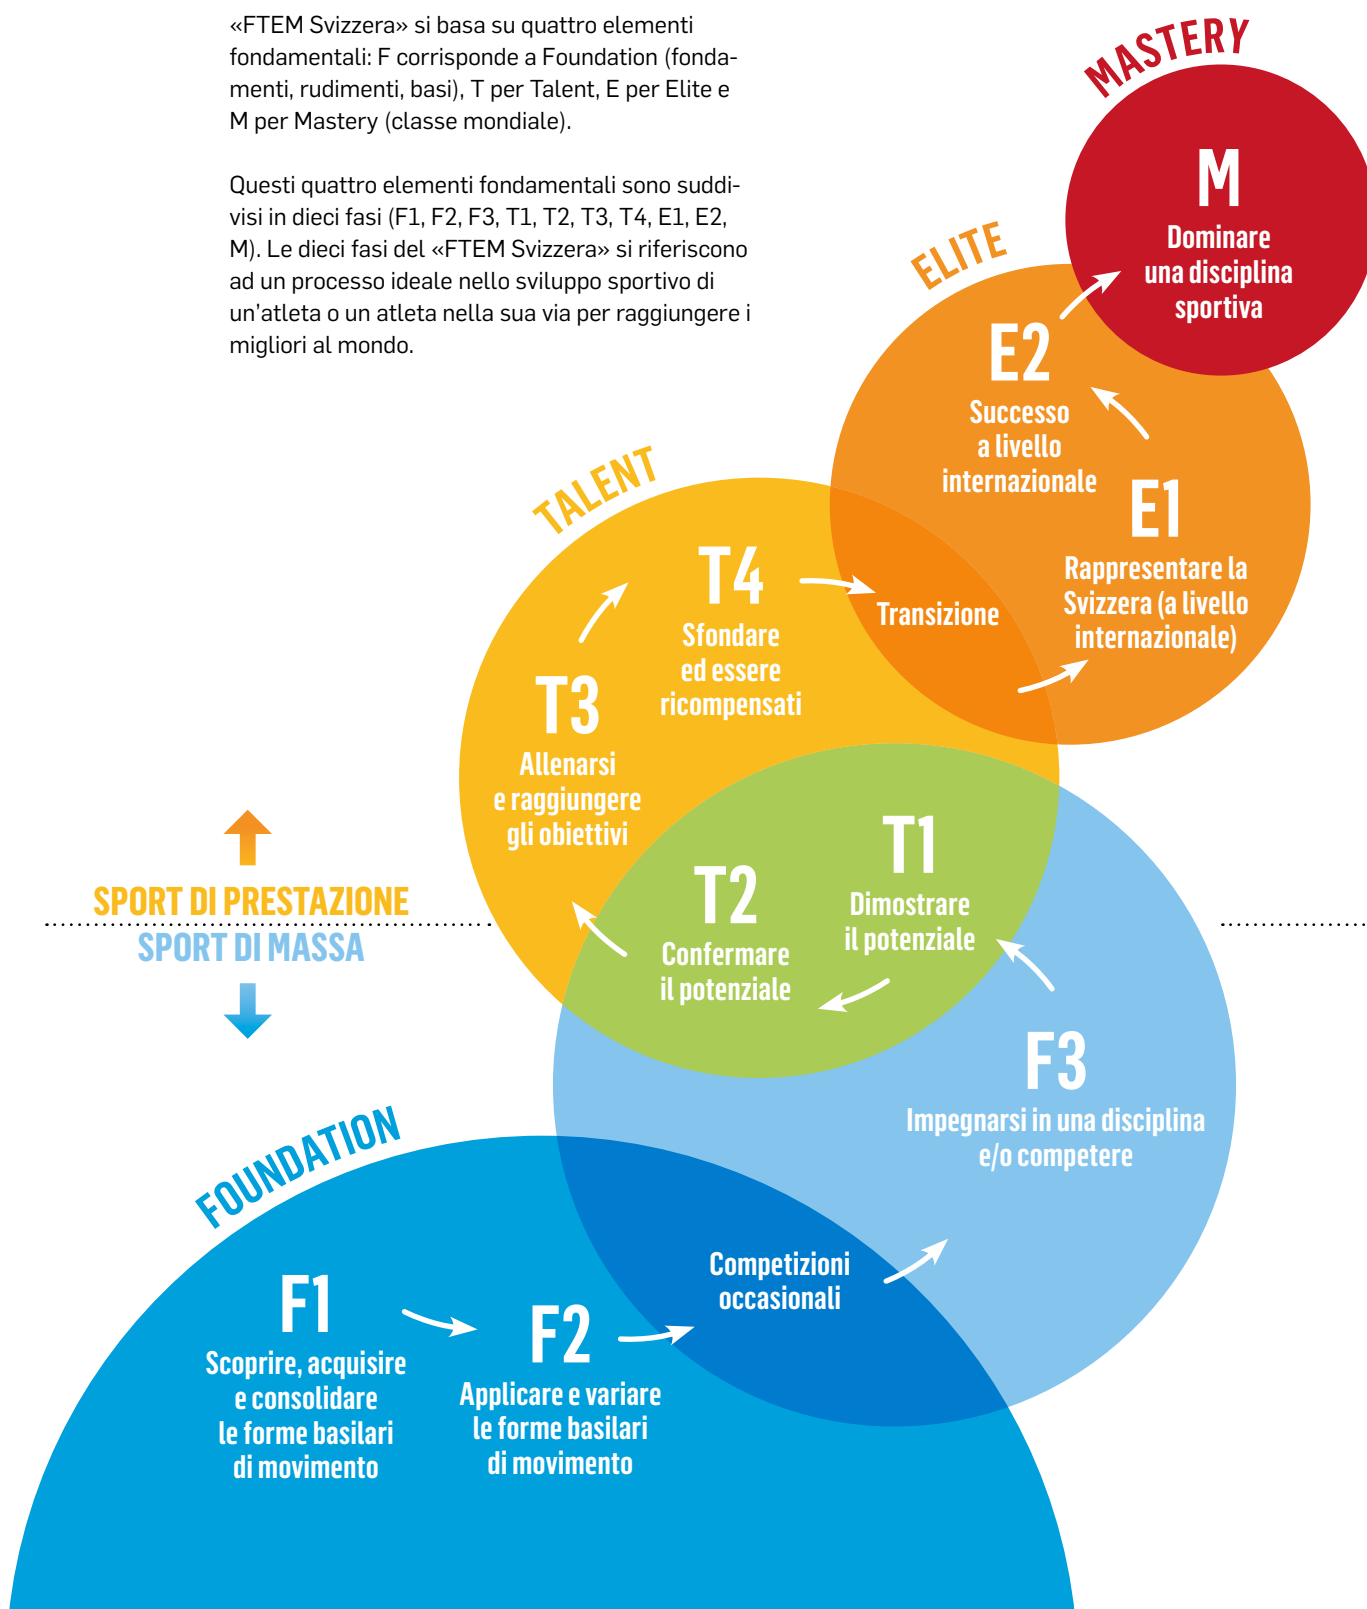 «FTEM Svizzera» si basa su quattro elementi
fondamentali: F corrisponde a Foundation (fonda-
menti, rudimenti, basi), T per Talent, E per Elite e
M per Mastery (classe mondiale).
Questi quattro elementi fondamentali sono suddi-
visi in dieci fasi (F1, F2, F3, T1, T2, T3, T4, E1, E2,
M). Le dieci fasi del «FTEM Svizzera» si riferiscono
ad un processo ideale nello sviluppo sportivo di
un'atleta o un atleta nella sua via per raggiungere i
migliori al mondo.
MASTERY
M
Dominare
una disciplina
sportiva
ELITE
E2
Successo
a livello
internazionale
E1
Rappresentare la
Svizzera (a livello
internazionale)
TALENT
T4
Sfondare
ed essere
ricompensati
Transizione
T3
Allenarsi
e raggiungere
gli obiettivi
T1
Dimostrare
il potenziale
T2
Confermare
il potenziale
SPORT DI PRESTAZIONE
SPORT DI MASSA
F3
Impegnarsi in una disciplina
e/o competere
FOUNDATION
Competizioni
occasionali
F1
Scoprire, acquisire
e consolidare
le forme basilari
di movimento
F2
Applicare e variare
le forme basilari
di movimento